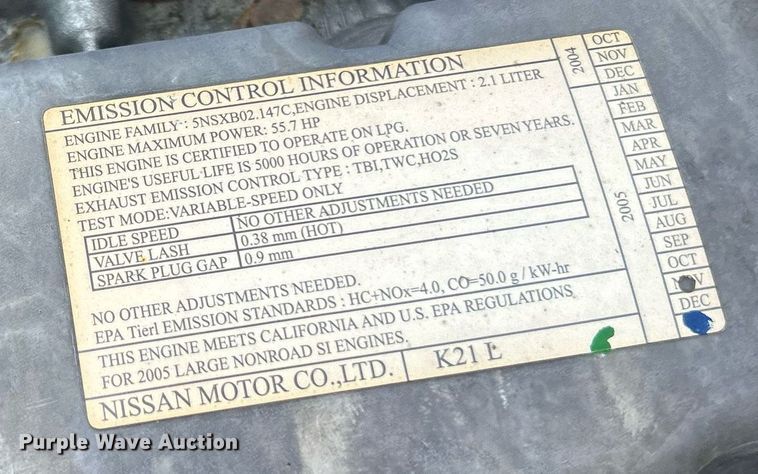 EMISSION CONTROL INFORMATION
ENGINE FAMILY : 5NSXB02.147C,ENGINE DISPLACEMENT : 2.1 LITER
ENGINE MAXIMUM POWER: 55.7 HP
THIS ENGINE IS CERTIFIED TO OPERATE ON LPG.
ENGINE'S USEFUL LIFE IS 5000 HOURS OF OPERATION OR SEVEN YEARS.
EXHAUST EMISSION CONTROL TYPE : TBI,TWC,HO2S
TEST MODE:VARIABLE-SPEED ONLY
IDLE SPEED NO OTHER ADJUSTMENTS NEEDED
VALVE LASH 0.38 mm (HOT)
SPARK PLUG GAP 0.9 mm
NO OTHER ADJUSTMENTS NEEDED.
EPA Tier1 EMISSION STANDARDS : HC+NOx=4.0, CO=50.0 g / kW-hr
THIS ENGINE MEETS CALIFORNIA AND U.S. EPA REGULATIONS
FOR 2005 LARGE NONROAD SI ENGINES.
NISSAN MOTOR CO.,LTD. K21 L
2004
OCT
NOV
DEC
2005
JAN
FEB
MAR
APR
MAY
JUN
JUL
AUG
SEP
OCT
NOV
DEC
Purple Wave Auction